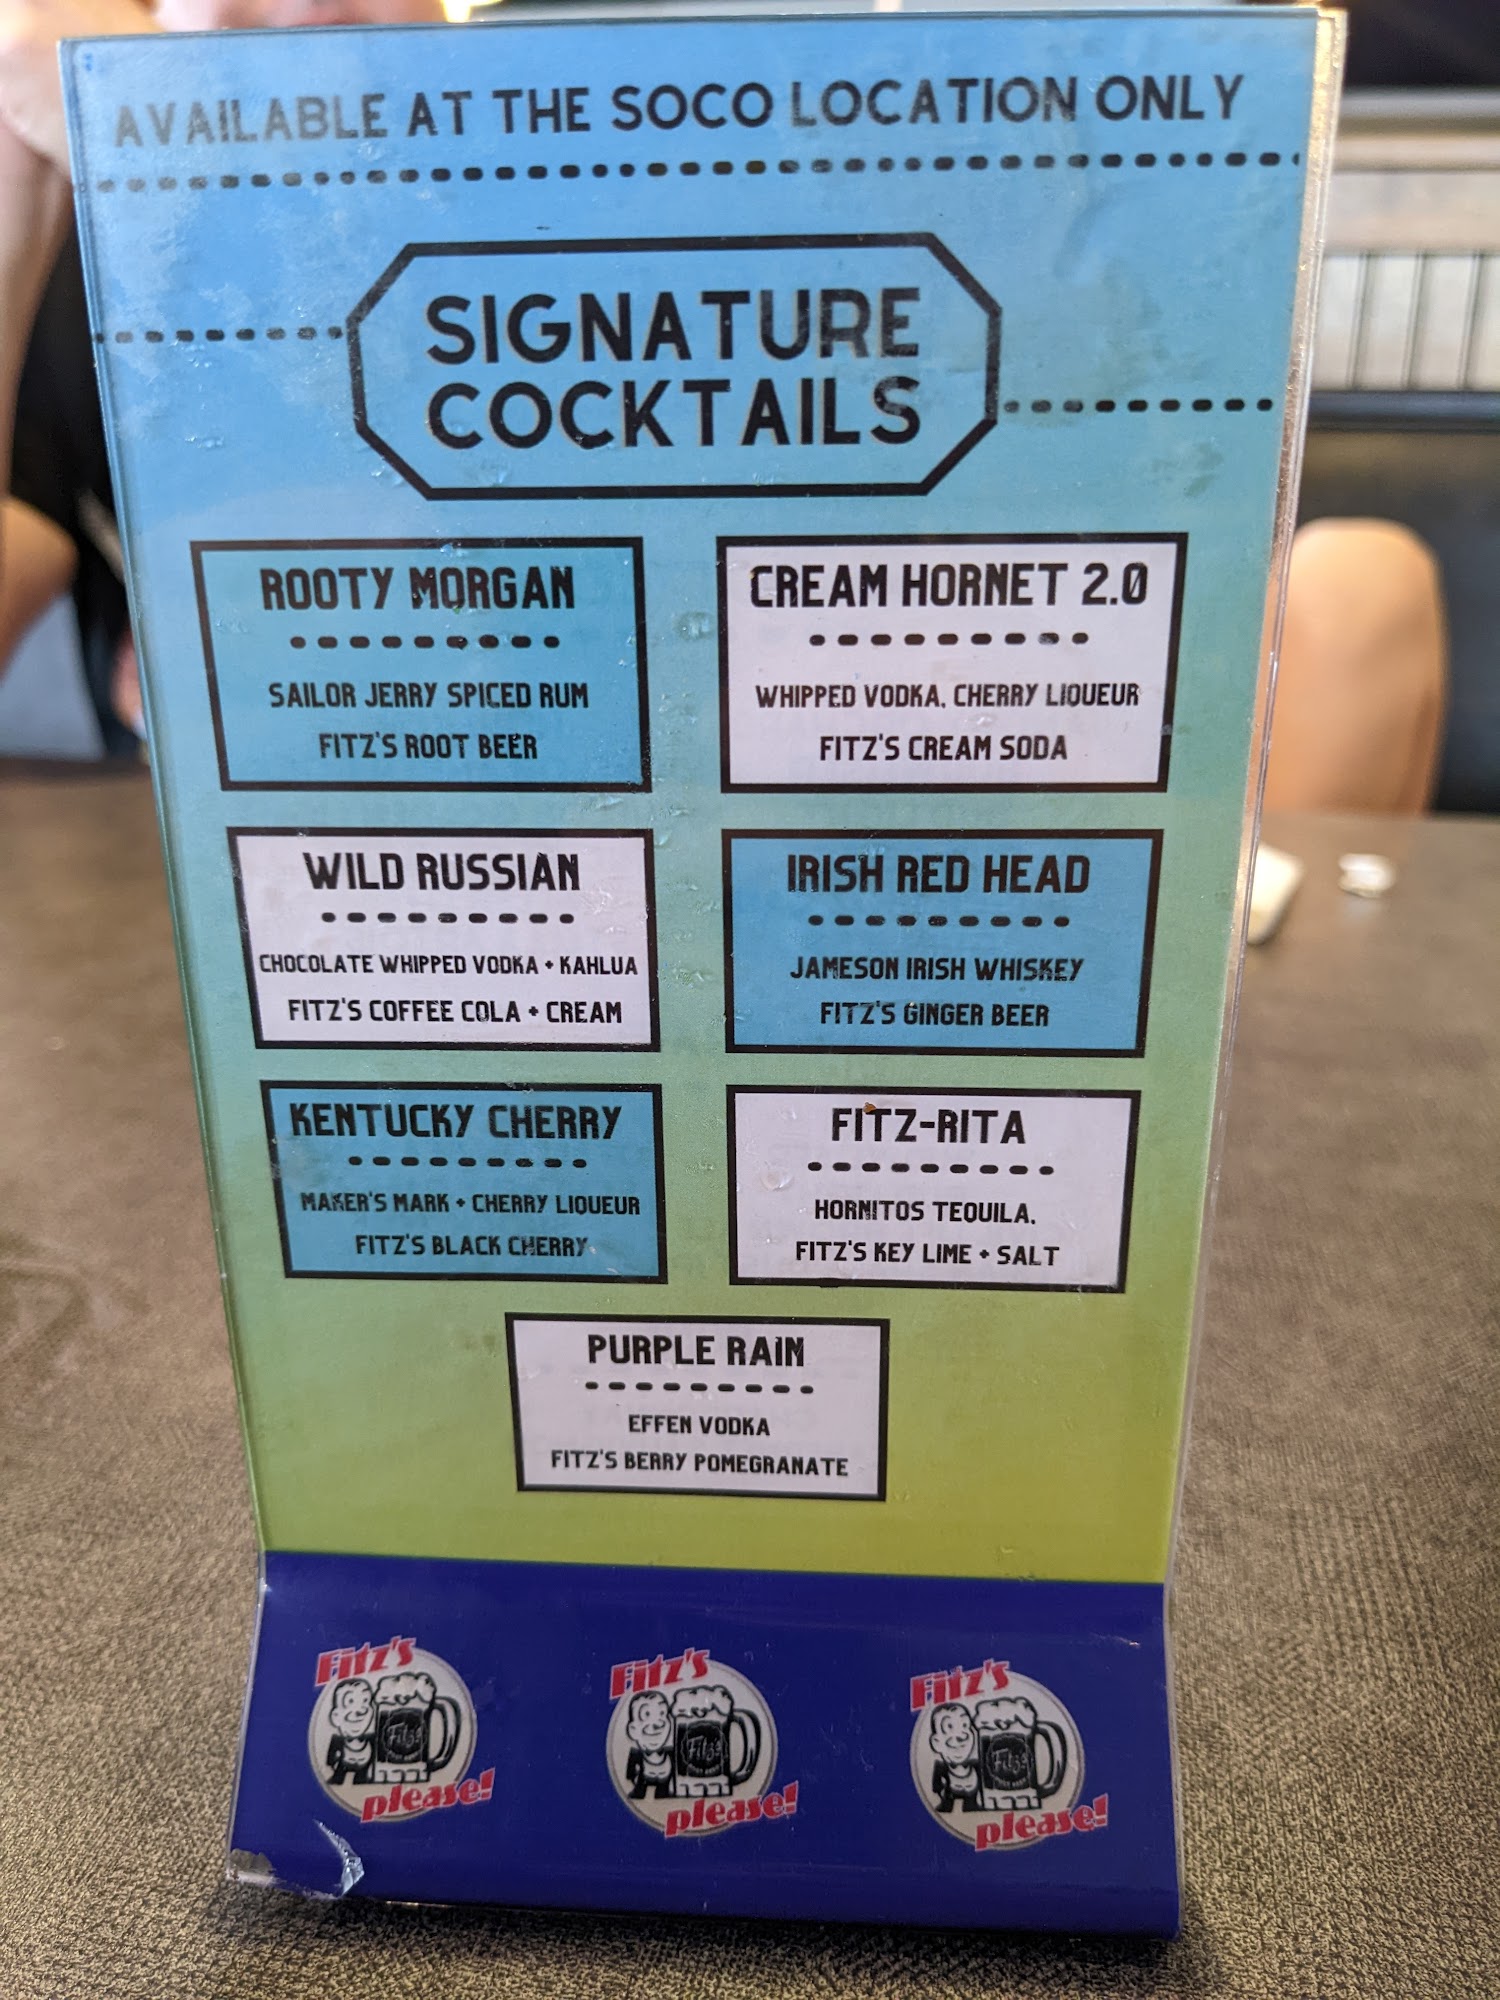 AVAILABLE AT THE SOCO LOCATION ONLY
SIGNATURE
COCKTAILS
ROOTY MORGAN
SAILOR JERRY SPICED RUM
FITZ'S ROOT BEER
CREAM HORNET 2.0
WHIPPED VODKA, CHERRY LIQUEUR
FITZ'S CREAM SODA
WILD RUSSIAN
CHOCOLATE WHIPPED VODKA + KAHLUA
FITZ'S COFFEE COLA + CREAM
IRISH RED HEAD
JAMESON IRISH WHISKEY
FITZ'S GINGER BEER
KENTUCKY CHERRY
MAKER'S MARK + CHERRY LIQUEUR
FITZ'S BLACK CHERRY
FITZ-RITA
HORNITOS TEQUILA,
FITZ'S KEY LIME + SALT
PURPLE RAIN
EFFEN VODKA
FITZ'S BERRY POMEGRANATE
Fitz's
Fitz's
please!
Fitz's
Fitz's
please!
Fitz's
Fitz's
please!